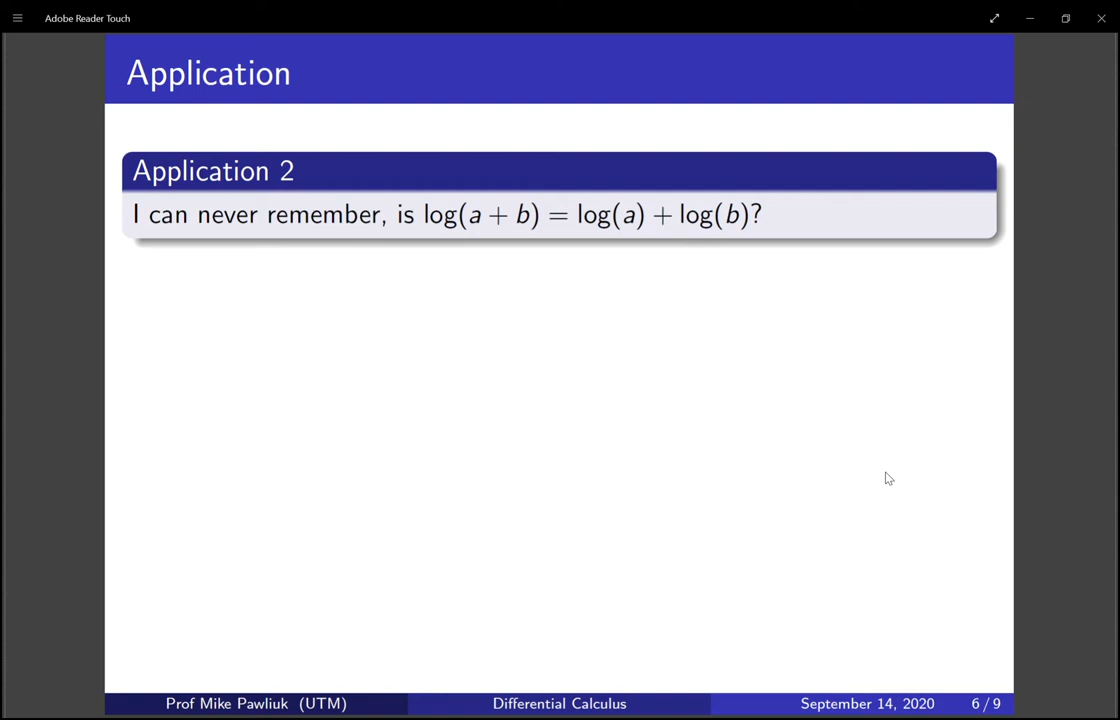 Adobe Reader Touch
Application
Application 2
I can never remember, is log(a + b) = log(a) + log(b)?
Prof Mike Pawliuk (UTM)
Differential Calculus
September 14, 2020
6 / 9